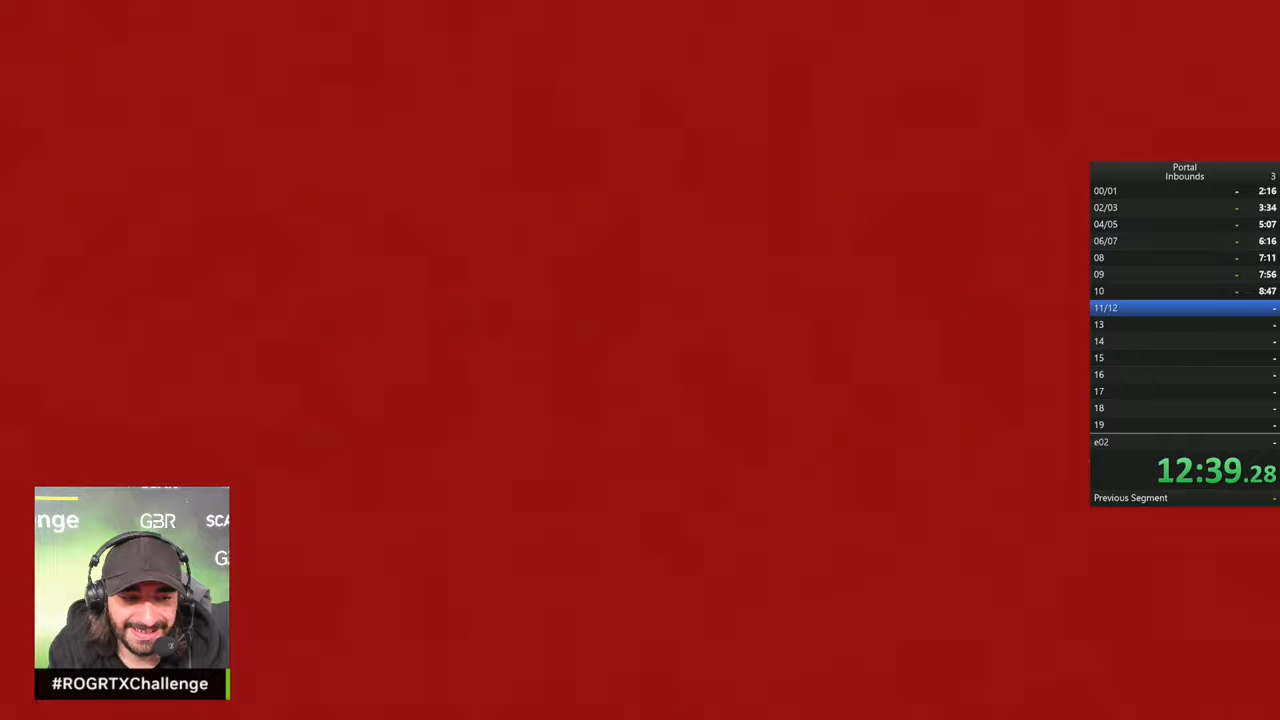 Portal
Inbounds 3
00/01 - 2:16
02/03 - 3:34
04/05 - 5:07
06/07 - 6:16
08 - 7:11
09 - 7:56
10 - 8:47
11/12 -
13 -
14 -
15 -
16 -
17 -
18 -
19 -
e02 -
12:39.28
Previous Segment -
nge GBR SCA
G
#ROGRTXChallenge